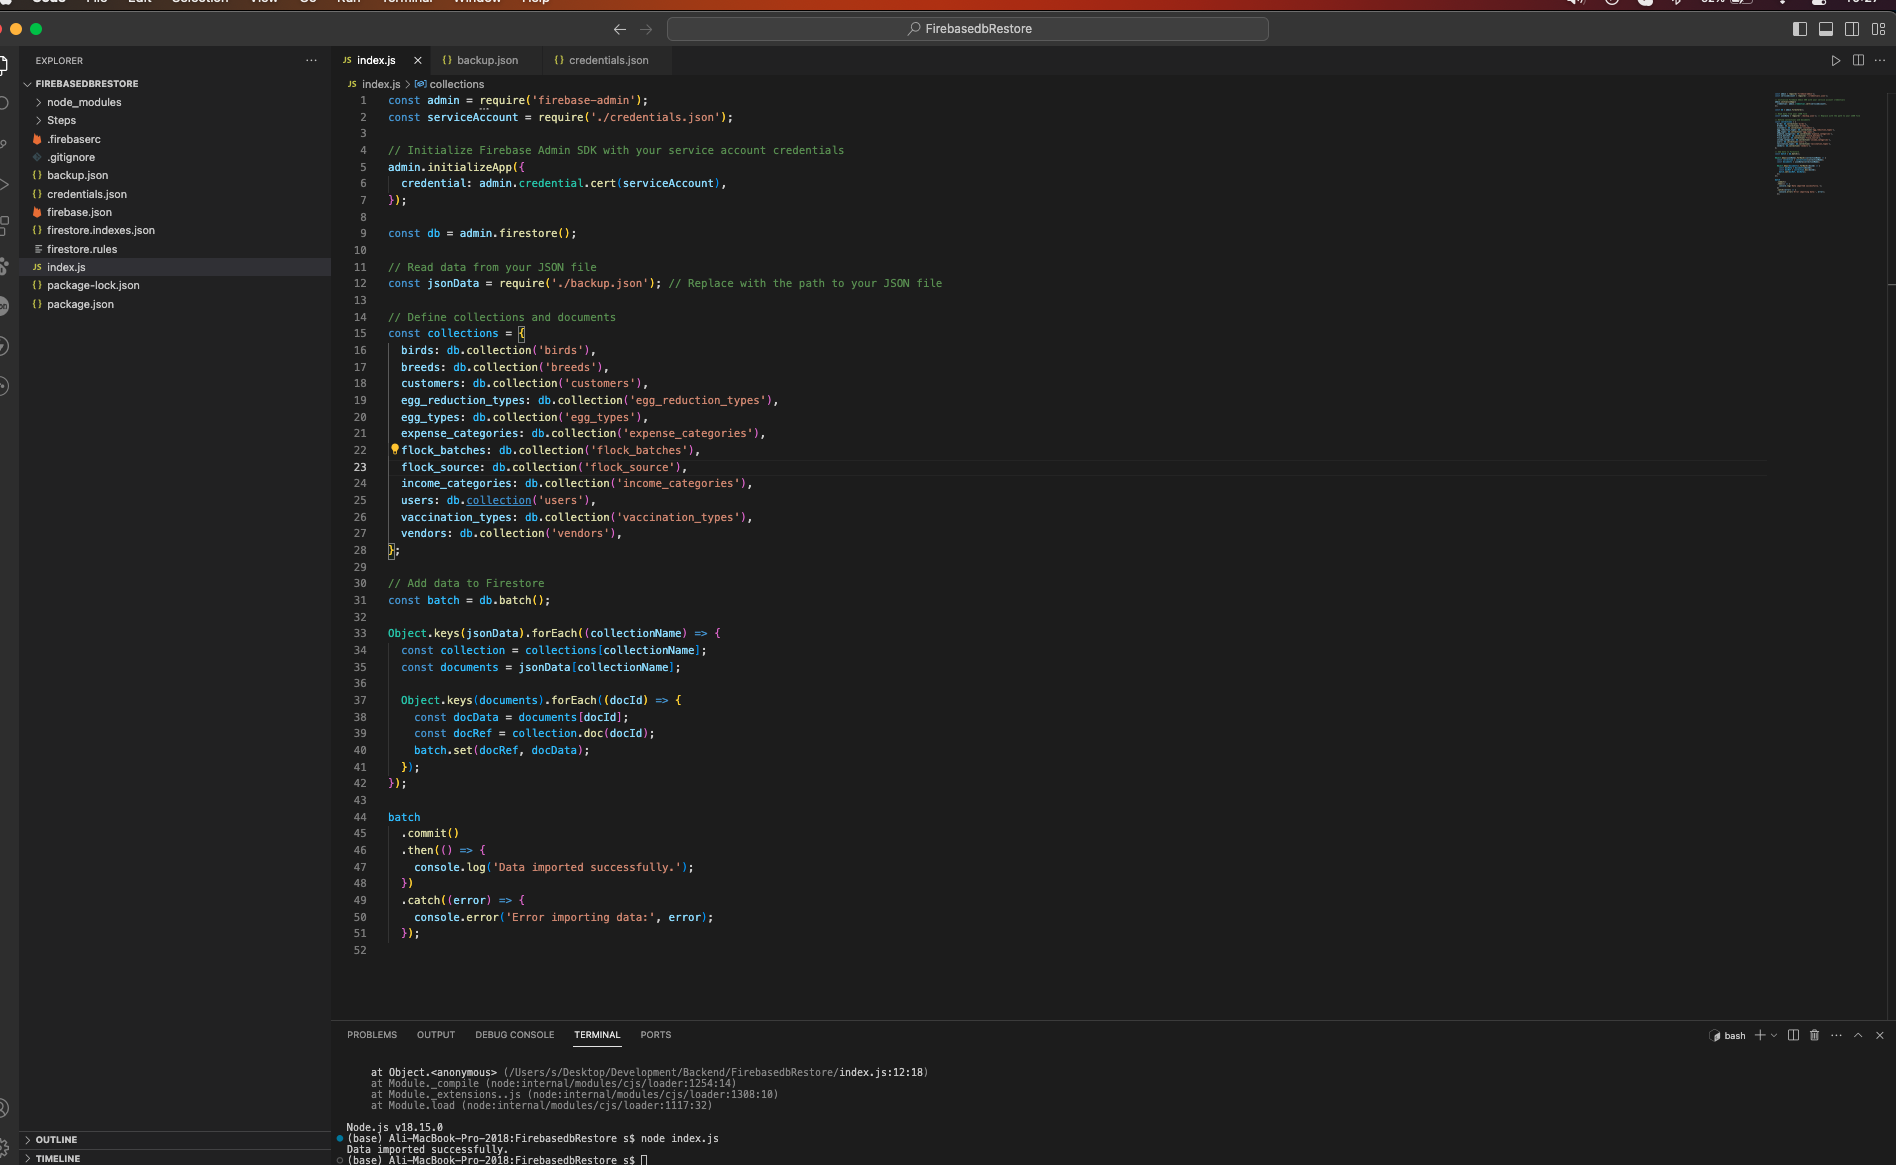 FirebasedbRestore
EXPLORER
FIREBASEDBRESTORE
node_modules
Steps
.firebaserc
.gitignore
backup.json
credentials.json
firebase.json
firestore.indexes.json
firestore.rules
index.js
package-lock.json
package.json
OUTLINE
TIMELINE
JS index.js
{} backup.json
{} credentials.json
JS index.js > collections
1 const admin = require('firebase-admin');
2 const serviceAccount = require('./credentials.json');
3
4 // Initialize Firebase Admin SDK with your service account credentials
5 admin.initializeApp({
6 credential: admin.credential.cert(serviceAccount),
7 });
8
9 const db = admin.firestore();
10
11 // Read data from your JSON file
12 const jsonData = require('./backup.json'); // Replace with the path to your JSON file
13
14 // Define collections and documents
15 const collections = {
16 birds: db.collection('birds'),
17 breeds: db.collection('breeds'),
18 customers: db.collection('customers'),
19 egg_reduction_types: db.collection('egg_reduction_types'),
20 egg_types: db.collection('egg_types'),
21 expense_categories: db.collection('expense_categories'),
22 flock_batches: db.collection('flock_batches'),
23 flock_source: db.collection('flock_source'),
24 income_categories: db.collection('income_categories'),
25 users: db.collection('users'),
26 vaccination_types: db.collection('vaccination_types'),
27 vendors: db.collection('vendors'),
28 };
29
30 // Add data to Firestore
31 const batch = db.batch();
32
33 Object.keys(jsonData).forEach((collectionName) => {
34 const collection = collections[collectionName];
35 const documents = jsonData[collectionName];
36
37 Object.keys(documents).forEach((docId) => {
38 const docData = documents[docId];
39 const docRef = collection.doc(docId);
40 batch.set(docRef, docData);
41 });
42 });
43
44 batch
45 .commit()
46 .then(() => {
47 console.log('Data imported successfully.');
48 })
49 .catch((error) => {
50 console.error('Error importing data:', error);
51 });
52
PROBLEMS OUTPUT DEBUG CONSOLE TERMINAL PORTS
bash
at Object.<anonymous> (/Users/s/Desktop/Development/Backend/FirebasedbRestore/index.js:12:18)
at Module._compile (node:internal/modules/cjs/loader:1254:14)
at Module._extensions..js (node:internal/modules/cjs/loader:1308:10)
at Module.load (node:internal/modules/cjs/loader:1117:32)
Node.js v18.15.0
(base) Ali-MacBook-Pro-2018:FirebasedbRestore s$ node index.js
Data imported successfully.
(base) Ali-MacBook-Pro-2018:FirebasedbRestore s$